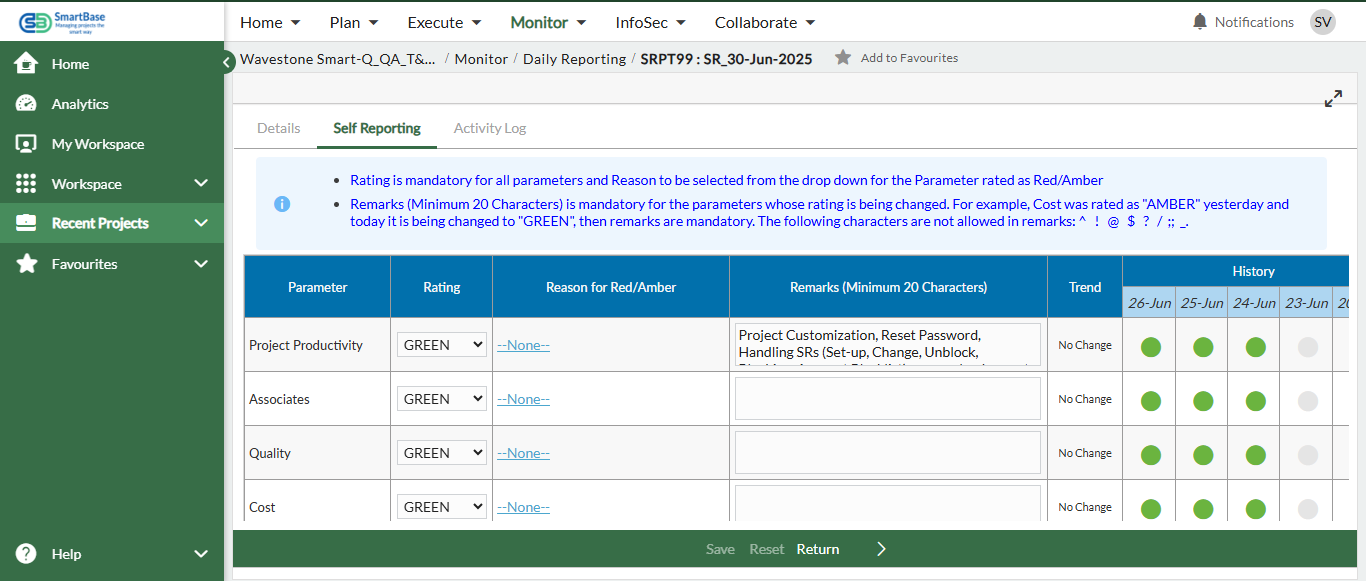 SmartBase
Managing projects the
smart way
Home Plan Execute Monitor InfoSec Collaborate Notifications SV
Wavestone Smart-Q_QA_T&... / Monitor / Daily Reporting / SRPT99 : SR_30-Jun-2025 Add to Favourites
Home
Analytics
My Workspace
Workspace
Recent Projects
Favourites
Help
Details Self Reporting Activity Log
Rating is mandatory for all parameters and Reason to be selected from the drop down for the Parameter rated as Red/Amber
Remarks (Minimum 20 Characters) is mandatory for the parameters whose rating is being changed. For example, Cost was rated as "AMBER" yesterday and
today it is being changed to "GREEN", then remarks are mandatory. The following characters are not allowed in remarks: ^ ! @ $ ? / ;; _.
Parameter Rating Reason for Red/Amber Remarks (Minimum 20 Characters) Trend History
26-Jun 25-Jun 24-Jun 23-Jun
Project Productivity GREEN --None-- Project Customization, Reset Password, No Change
Handling SRs (Set-up, Change, Unblock,
Associates GREEN --None-- No Change
Quality GREEN --None-- No Change
Cost GREEN --None-- No Change
Save Reset Return